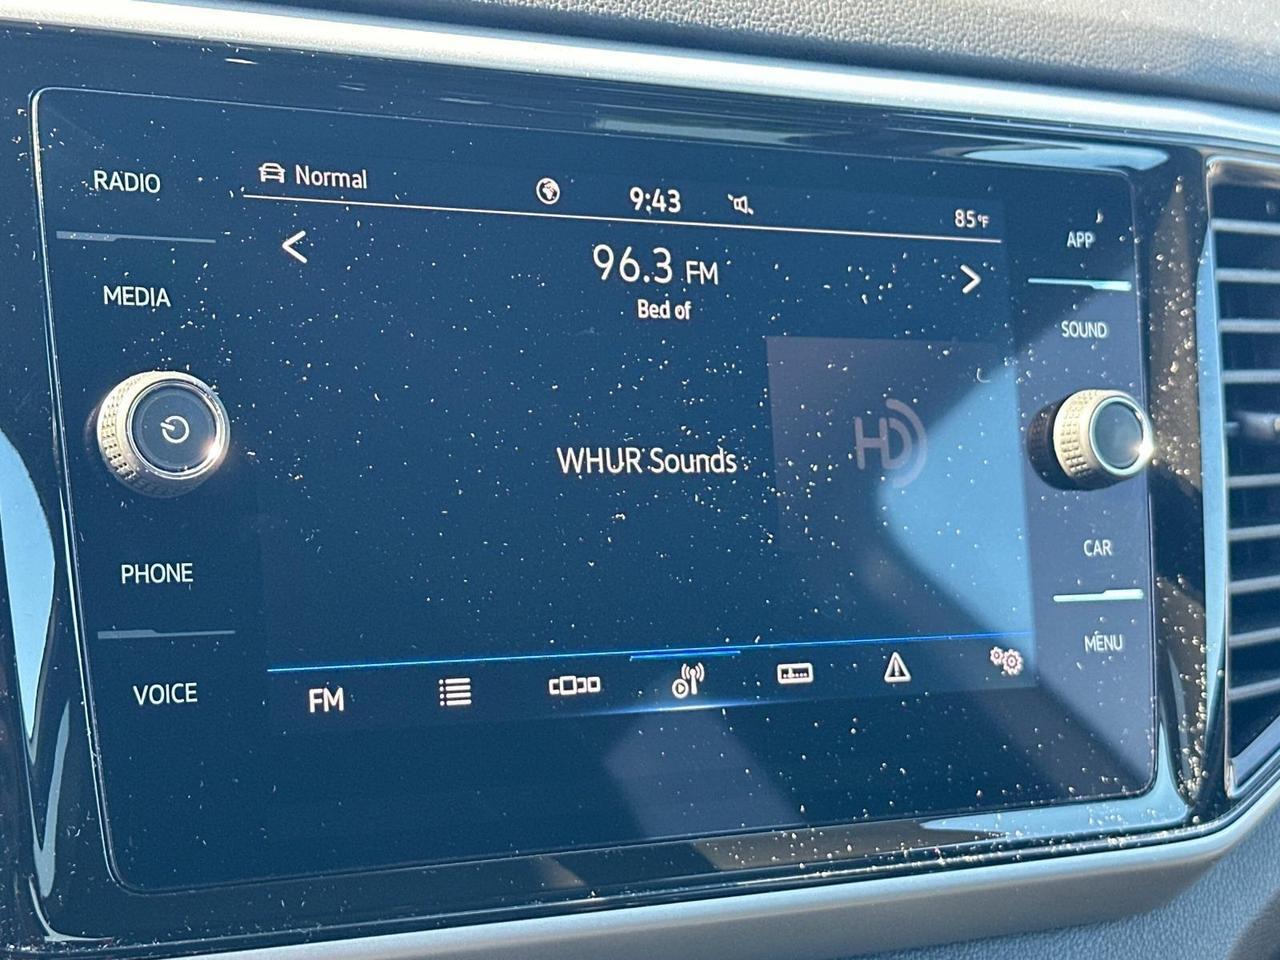 RADIO
MEDIA
PHONE
VOICE
Normal
9:43
85°F
96.3 FM
Bed of
WHUR Sounds
HD
FM
APP
SOUND
CAR
MENU